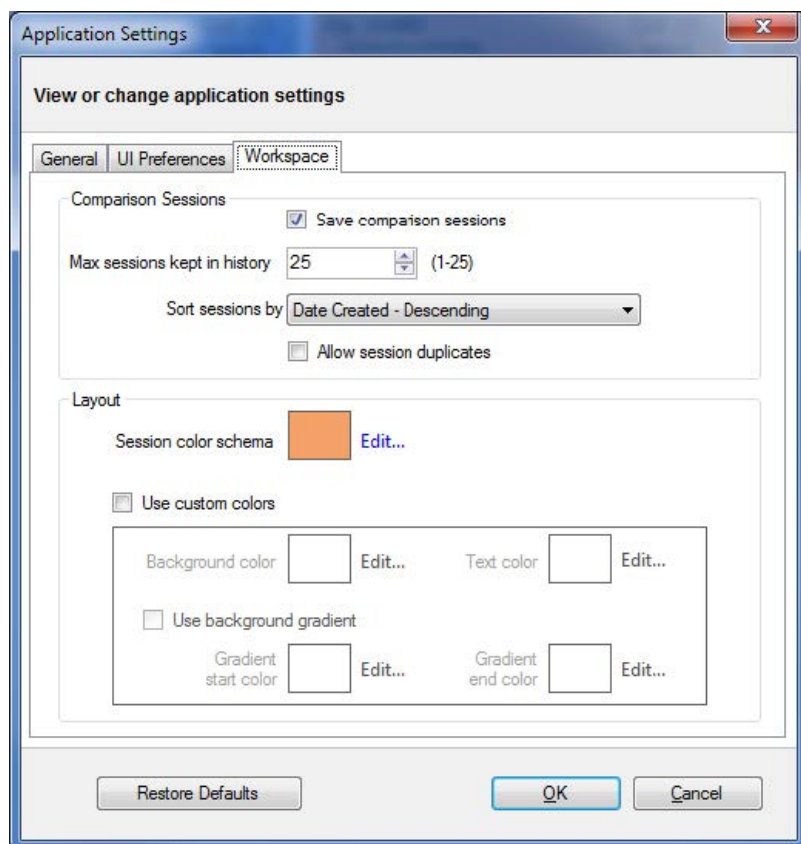 Application Settings
View or change application settings
General UI Preferences Workspace
Comparison Sessions
Save comparison sessions
Max sessions kept in history 25 (1-25)
Sort sessions by Date Created - Descending
Allow session duplicates
Layout
Session color schema Edit...
Use custom colors
Background color Edit... Text color Edit...
Use background gradient
Gradient start color Edit... Gradient end color Edit...
Restore Defaults OK Cancel